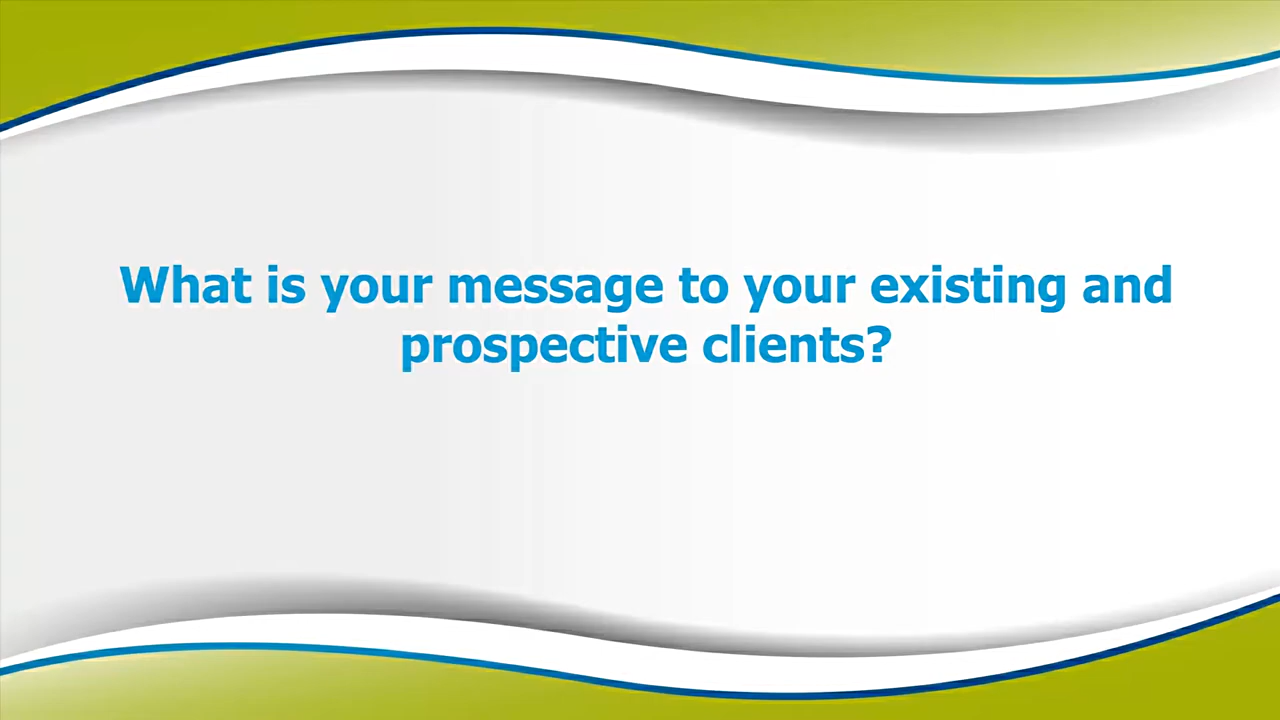 What is your message to your existing and
prospective clients?